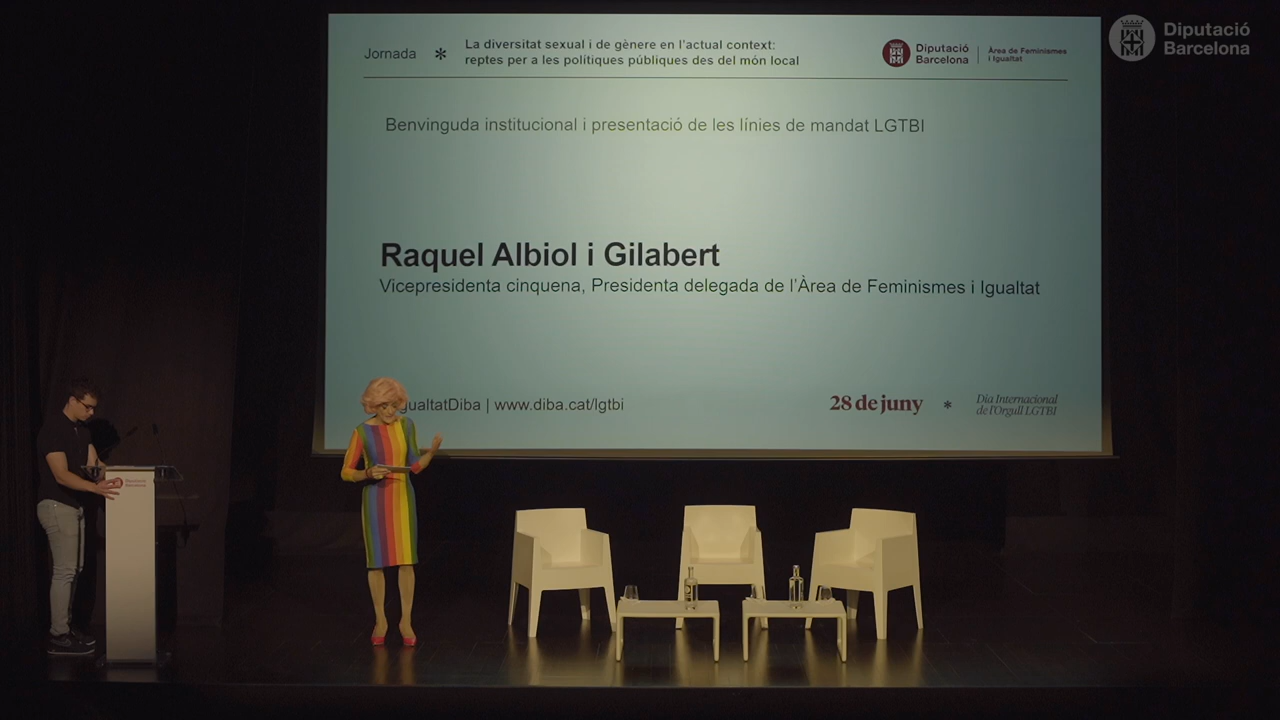 Jornada
*
La diversitat sexual i de gènere en l'actual context:
reptes per a les polítiques públiques des del món local
Diputació
Barcelona
Àrea de Feminismes
i Igualtat
Diputació
Barcelona
Benvinguda institucional i presentació de les línies de mandat LGTBI
Raquel Albiol i Gilabert
Vicepresidenta cinquena, Presidenta delegada de l'Àrea de Feminismes i Igualtat
gualtatDiba | www.diba.cat/lgtbi
28 de juny
*
Dia Internacional
de l'Orgull LGTBI
Diputació
Barcelona